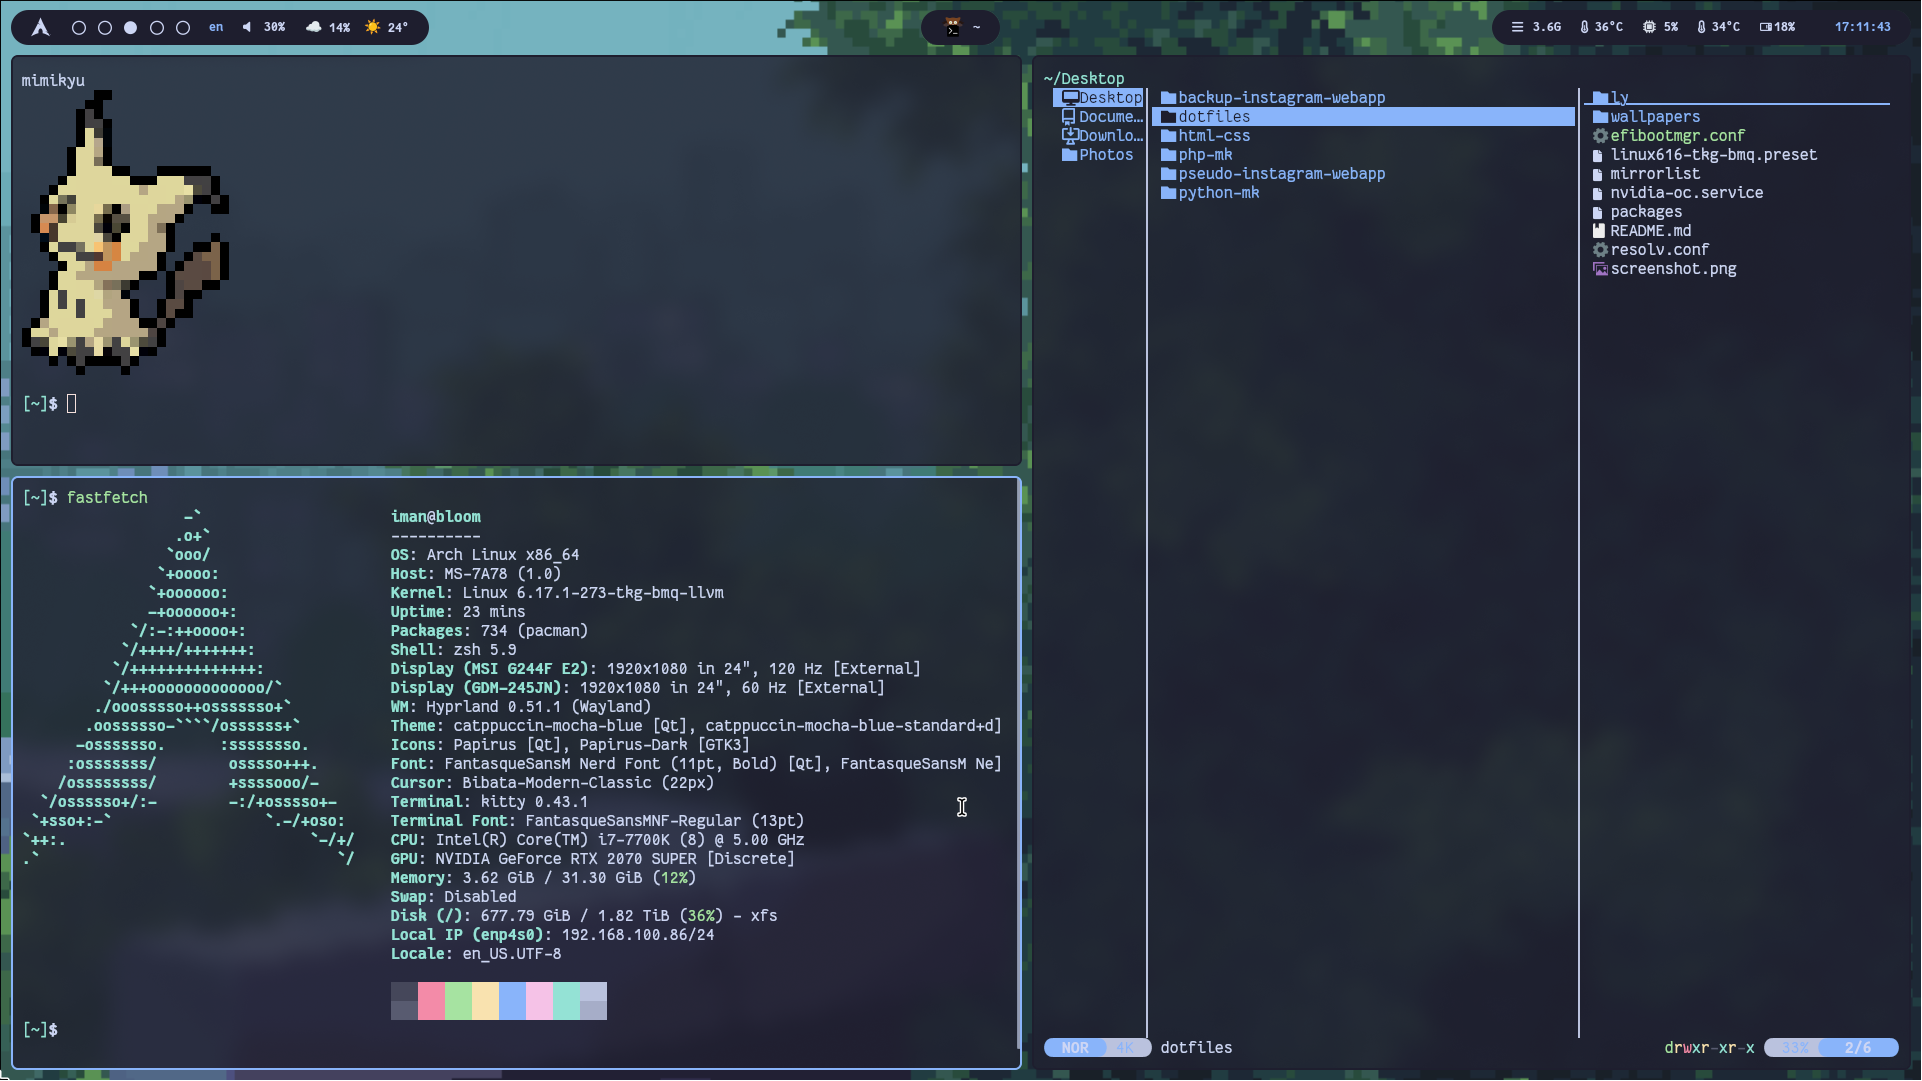 en 30% 14% 24°
~
3.6G 36°C 5% 34°C 18% 17:11:43
mimikyu
[~]$
[~]$ fastfetch
-`
.o+`
`ooo/
`+oooo:
`+oooooo:
-+oooooo+:
`/:-:++oooo+:
`/++++/+++++++:
`/++++++++++++++:
`/+++ooooooooooooo/`
./ooosssso++osssssso+`
.oossssso-````/ossssss+`
-osssssso.      :ssssssso.
:osssssss/        osssso+++.
/ossssssss/        +ssssooo/-
`/ossssso+/:-        -:/+osssso+-
`+sso+:-`                 `.-/+oso:
`++:.                           `-/+/
.`                                 `/
iman@bloom
----------
OS: Arch Linux x86_64
Host: MS-7A78 (1.0)
Kernel: Linux 6.17.1-273-tkg-bmq-llvm
Uptime: 23 mins
Packages: 734 (pacman)
Shell: zsh 5.9
Display (MSI G244F E2): 1920x1080 in 24", 120 Hz [External]
Display (GDM-245JN): 1920x1080 in 24", 60 Hz [External]
WM: Hyprland 0.51.1 (Wayland)
Theme: catppuccin-mocha-blue [Qt], catppuccin-mocha-blue-standard+d]
Icons: Papirus [Qt], Papirus-Dark [GTK3]
Font: FantasqueSansM Nerd Font (11pt, Bold) [Qt], FantasqueSansM Ne]
Cursor: Bibata-Modern-Classic (22px)
Terminal: kitty 0.43.1
Terminal Font: FantasqueSansMNF-Regular (13pt)
CPU: Intel(R) Core(TM) i7-7700K (8) @ 5.00 GHz
GPU: NVIDIA GeForce RTX 2070 SUPER [Discrete]
Memory: 3.62 GiB / 31.30 GiB (12%)
Swap: Disabled
Disk (/): 677.79 GiB / 1.82 TiB (36%) - xfs
Local IP (enp4s0): 192.168.100.86/24
Locale: en_US.UTF-8
[~]$
~/Desktop
Desktop
Docume…
Downlo…
Photos
backup-instagram-webapp
dotfiles
html-css
php-mk
pseudo-instagram-webapp
python-mk
ly
wallpapers
efibootmgr.conf
linux616-tkg-bmq.preset
mirrorlist
nvidia-oc.service
packages
README.md
resolv.conf
screenshot.png
NOR 4K dotfiles drwxr-xr-x 33% 2/6